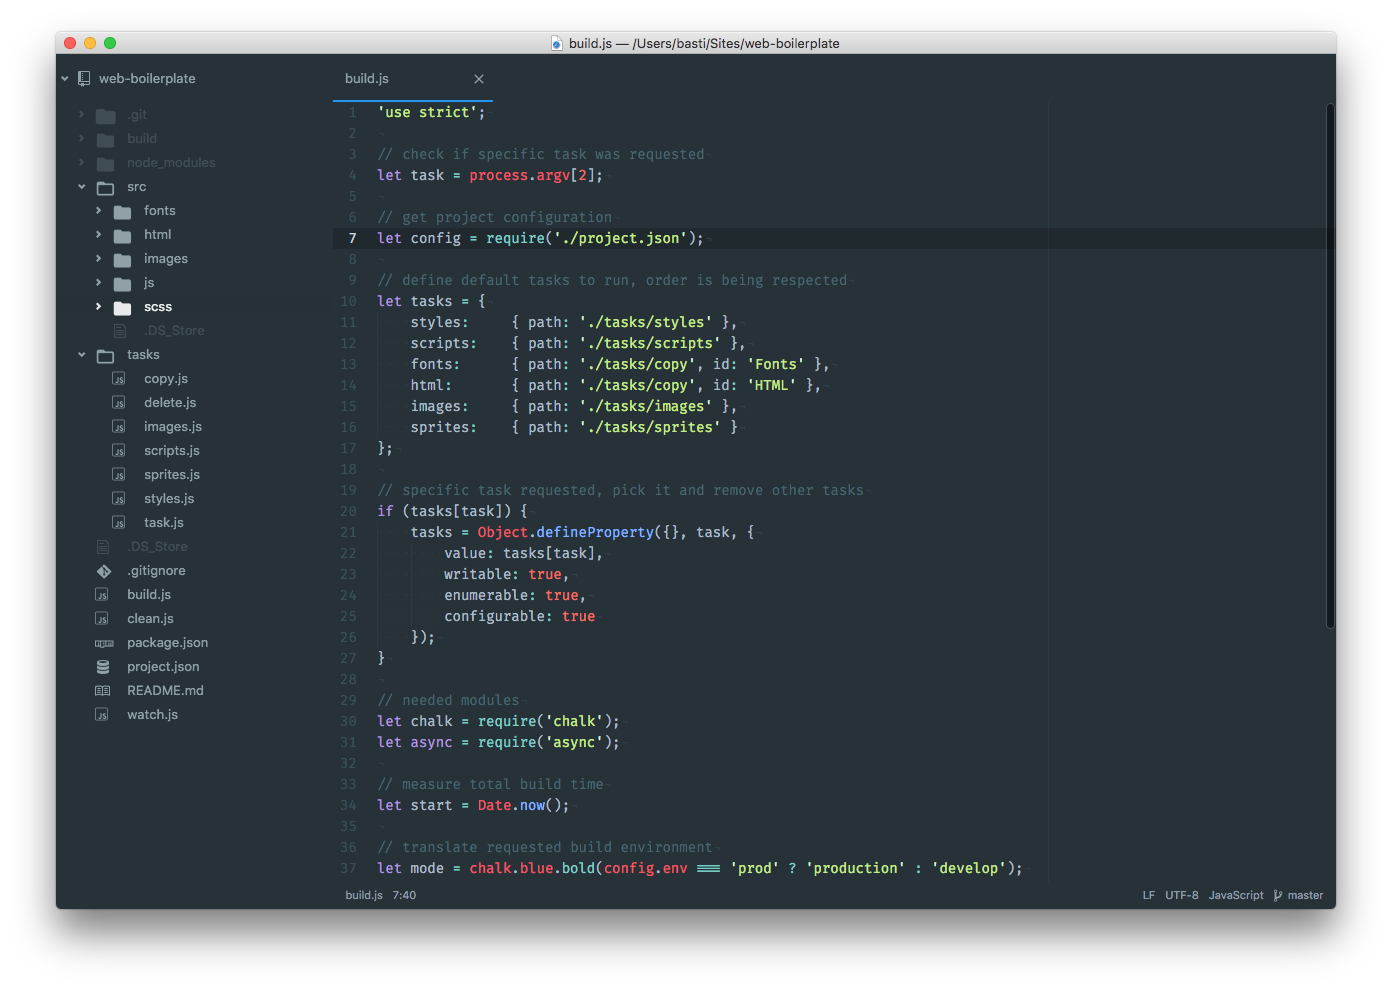 build.js — /Users/basti/Sites/web-boilerplate
web-boilerplate
.git
build
node_modules
src
fonts
html
images
js
scss
.DS_Store
tasks
copy.js
delete.js
images.js
scripts.js
sprites.js
styles.js
task.js
.DS_Store
.gitignore
build.js
clean.js
package.json
project.json
README.md
watch.js
build.js
1 'use strict';
2
3 // check if specific task was requested
4 let task = process.argv[2];
5
6 // get project configuration
7 let config = require('./project.json');
8
9 // define default tasks to run, order is being respected
10 let tasks = {
11     styles:     { path: './tasks/styles' },
12     scripts:    { path: './tasks/scripts' },
13     fonts:      { path: './tasks/copy', id: 'Fonts' },
14     html:       { path: './tasks/copy', id: 'HTML' },
15     images:     { path: './tasks/images' },
16     sprites:    { path: './tasks/sprites' }
17 };
18
19 // specific task requested, pick it and remove other tasks
20 if (tasks[task]) {
21     tasks = Object.defineProperty({}, task, {
22         value: tasks[task],
23         writable: true,
24         enumerable: true,
25         configurable: true
26     });
27 }
28
29 // needed modules
30 let chalk = require('chalk');
31 let async = require('async');
32
33 // measure total build time
34 let start = Date.now();
35
36 // translate requested build environment
37 let mode = chalk.blue.bold(config.env === 'prod' ? 'production' : 'develop');
build.js 7:40 LF UTF-8 JavaScript master